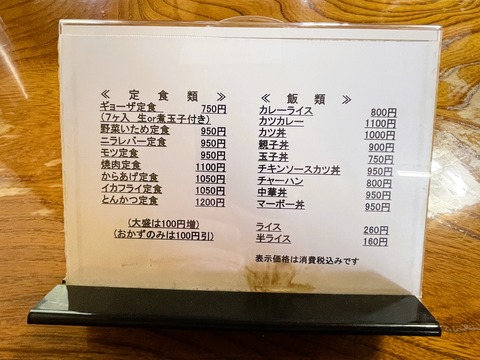 ≪ 定 食 類 ≫
ギョーザ定食 750円
(7ヶ入 生or煮玉子付き)
野菜いため定食 950円
ニラレバー定食 950円
モツ定食 950円
焼肉定食 1100円
からあげ定食 1050円
イカフライ定食 1050円
とんかつ定食 1200円
(大盛は100円増)
(おかずのみは100円引)
≪ 飯 類 ≫
カレーライス 800円
カツカレー 1100円
カツ丼 1000円
親子丼 900円
玉子丼 750円
チキンソースカツ丼 950円
チャーハン 800円
中華丼 950円
マーボー丼 950円
ライス 260円
半ライス 160円
表示価格は消費税込みです